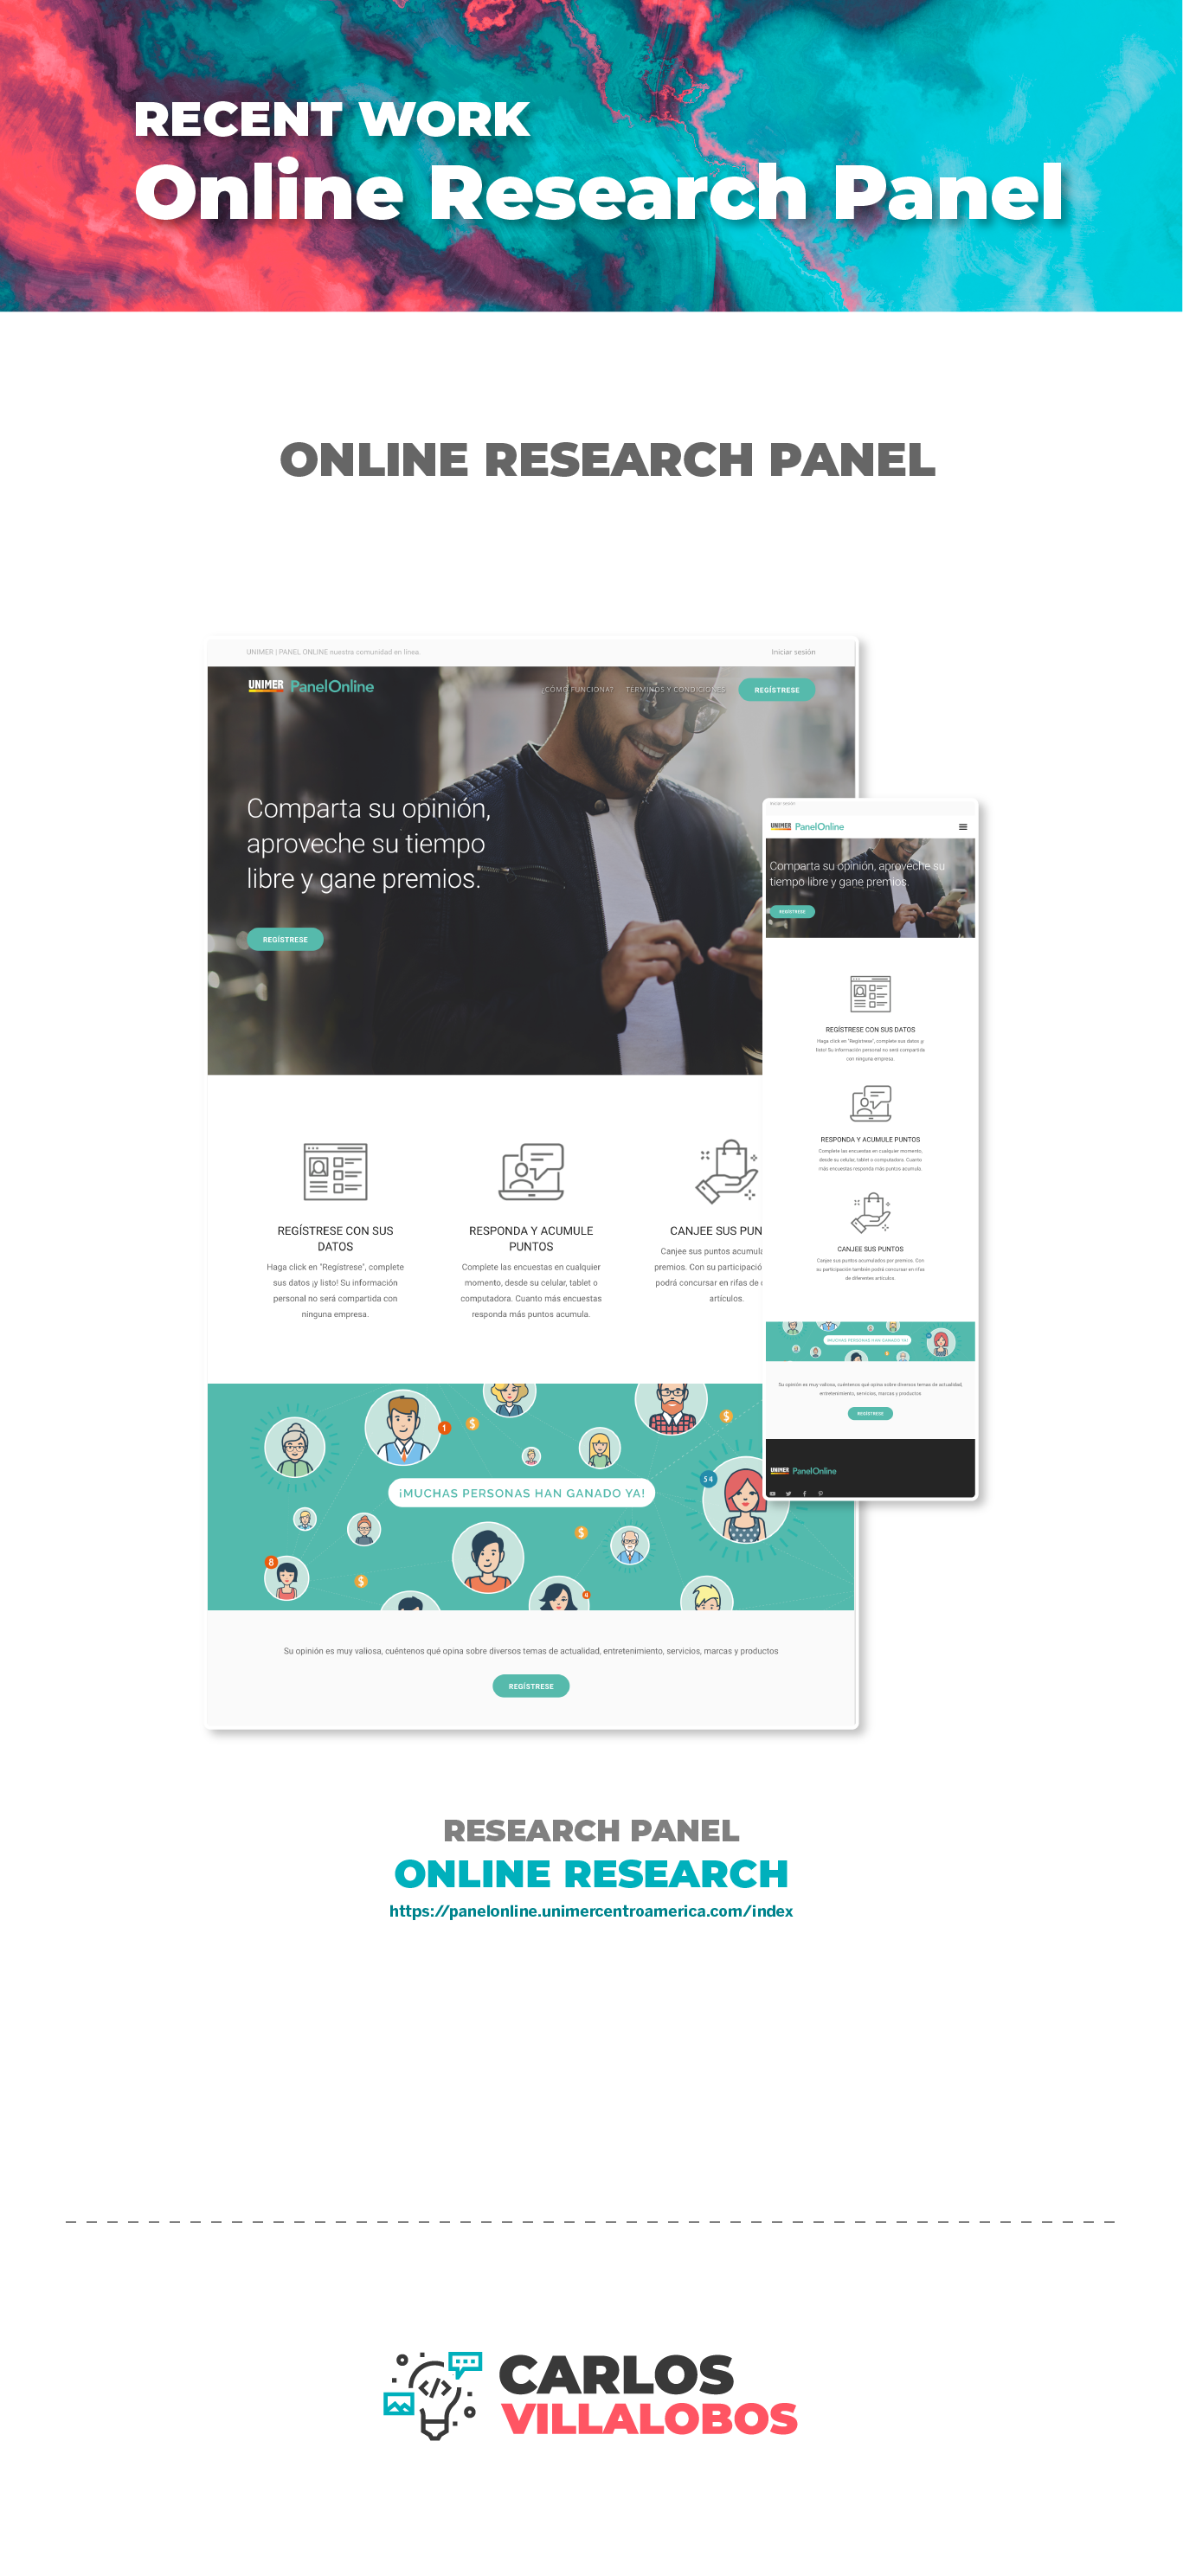 RECENT WORK
Online Research Panel
ONLINE RESEARCH PANEL
UNIMER | PANEL ONLINE nuestra comunidad en línea.
Iniciar sesión
UNIMER PanelOnline
¿CÓMO FUNCIONA?
TÉRMINOS Y CONDICIONES
REGÍSTRESE
Comparta su opinión,
aproveche su tiempo
libre y gane premios.
REGÍSTRESE
REGÍSTRESE CON SUS
DATOS
Haga click en "Regístrese", complete
sus datos ¡y listo! Su información
personal no será compartida con
ninguna empresa.
RESPONDA Y ACUMULE
PUNTOS
Complete las encuestas en cualquier
momento, desde su celular, tablet o
computadora. Cuanto más encuestas
responda más puntos acumula.
CANJEE SUS PUN
Canjee sus puntos acumula
premios. Con su participació
podrá concursar en rifas de
artículos.
1
$
$
54
¡MUCHAS PERSONAS HAN GANADO YA!
$
8
$
4
Su opinión es muy valiosa, cuéntenos qué opina sobre diversos temas de actualidad, entretenimiento, servicios, marcas y productos
REGÍSTRESE
Iniciar sesión
UNIMER PanelOnline
Comparta su opinión, aproveche su
tiempo libre y gane premios.
REGÍSTRESE
REGÍSTRESE CON SUS DATOS
Haga click en "Regístrese", complete sus datos ¡y
listo! Su información personal no será compartida
con ninguna empresa.
RESPONDA Y ACUMULE PUNTOS
Complete las encuestas en cualquier momento,
desde su celular, tablet o computadora. Cuanto
más encuestas responda más puntos acumula.
CANJEE SUS PUNTOS
Canjee sus puntos acumulados por premios. Con
su participación también podrá concursar en rifas
de diferentes artículos.
¡MUCHAS PERSONAS HAN GANADO YA!
Su opinión es muy valiosa, cuéntenos qué opina sobre diversos temas de actualidad,
entretenimiento, servicios, marcas y productos
REGÍSTRESE
UNIMER PanelOnline
RESEARCH PANEL
ONLINE RESEARCH
https://panelonline.unimercentroamerica.com/index
CARLOS
VILLALOBOS